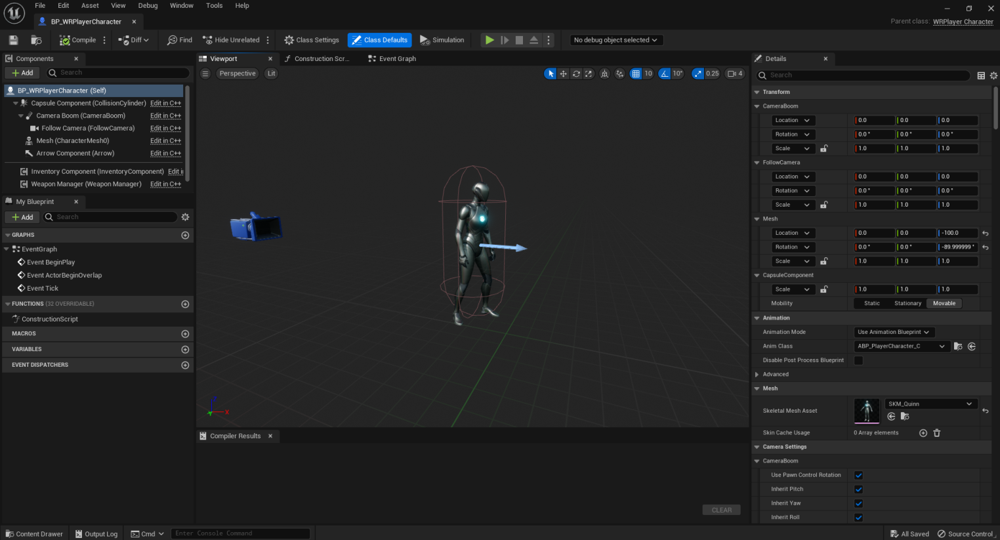 File Edit Asset View Debug Window Tools Help
BP_WRPlayerCharacter
Parent class: WRPlayer Character
Compile Diff Find Hide Unrelated Class Settings Class Defaults Simulation No debug object selected
Components
Add Search
BP_WRPlayerCharacter (Self)
Capsule Component (CollisionCylinder) Edit in C++
Camera Boom (CameraBoom) Edit in C++
Follow Camera (FollowCamera) Edit in C++
Mesh (CharacterMesh0) Edit in C++
Arrow Component (Arrow) Edit in C++
Inventory Component (InventoryComponent) Edit i
Weapon Manager (Weapon Manager) Edit in C++
My Blueprint
Add Search
GRAPHS
EventGraph
Event BeginPlay
Event ActorBeginOverlap
Event Tick
FUNCTIONS (32 OVERRIDABLE)
ConstructionScript
MACROS
VARIABLES
EVENT DISPATCHERS
Viewport Construction Scr... Event Graph
Perspective Lit 10 10° 0.25 4
X
Compiler Results
CLEAR
Details
Search
Transform
CameraBoom
Location 0.0 0.0 0.0
Rotation 0.0 ° 0.0 ° 0.0 °
Scale 1.0 1.0 1.0
FollowCamera
Location 0.0 0.0 0.0
Rotation 0.0 ° 0.0 ° 0.0 °
Scale 1.0 1.0 1.0
Mesh
Location 0.0 0.0 -100.0
Rotation 0.0 ° 0.0 ° -89.999999 °
Scale 1.0 1.0 1.0
CapsuleComponent
Scale 1.0 1.0 1.0
Mobility Static Stationary Movable
Animation
Animation Mode Use Animation Blueprint
Anim Class ABP_PlayerCharacter_C
Disable Post Process Blueprint
Advanced
Mesh
Skeletal Mesh Asset SKM_Quinn
Skin Cache Usage 0 Array elements
Camera Settings
CameraBoom
Use Pawn Control Rotation
Inherit Pitch
Inherit Yaw
Inherit Roll
Content Drawer Output Log Cmd Enter Console Command All Saved Source Control